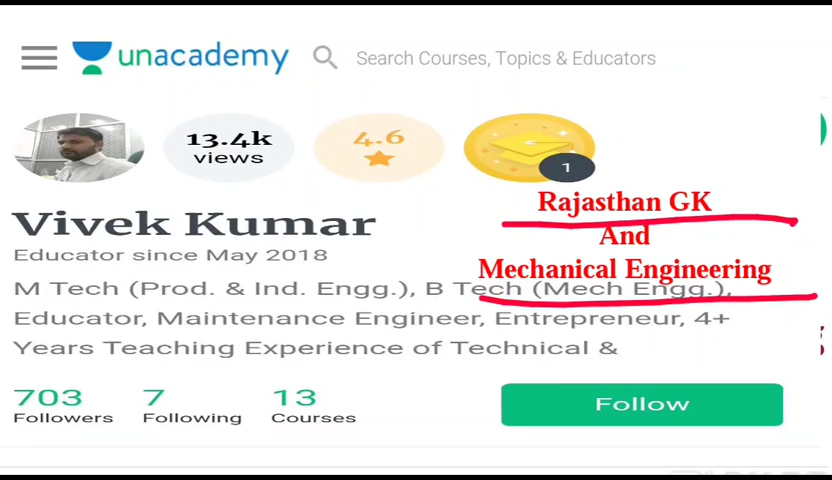 unacademy
Search Courses, Topics & Educators
13.4k
views
4.6
1
Vivek Kumar
Rajasthan GK
And
Mechanical Engineering
Educator since May 2018
M Tech (Prod. & Ind. Engg.), B Tech (Mech Engg.),
Educator, Maintenance Engineer, Entrepreneur, 4+
Years Teaching Experience of Technical &
703
Followers
7
Following
13
Courses
Follow